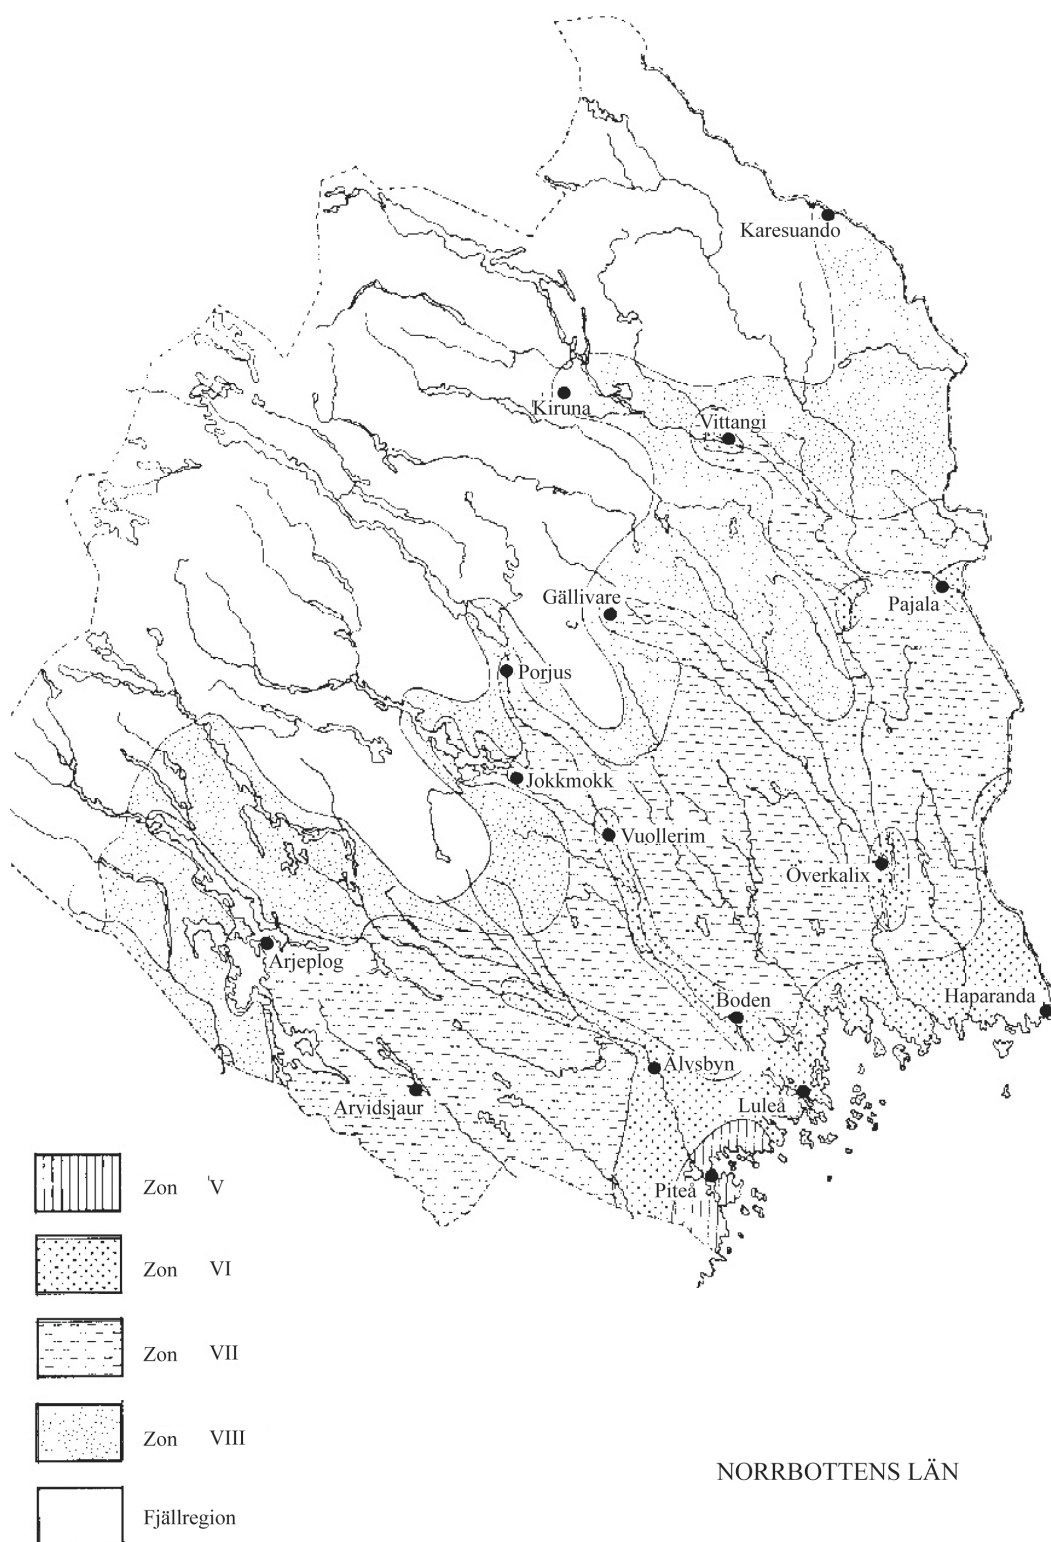 Karesuando
Kiruna
Vittangi
Gällivare
Pajala
Porjus
Jokkmokk
Vuollerim
Överkalix
Arjeplog
Boden
Haparanda
Älvsbyn
Luleå
Arvidsjaur
Piteå
Zon V
Zon VI
Zon VII
Zon VIII
NORRBOTTENS LÄN
Fjällregion